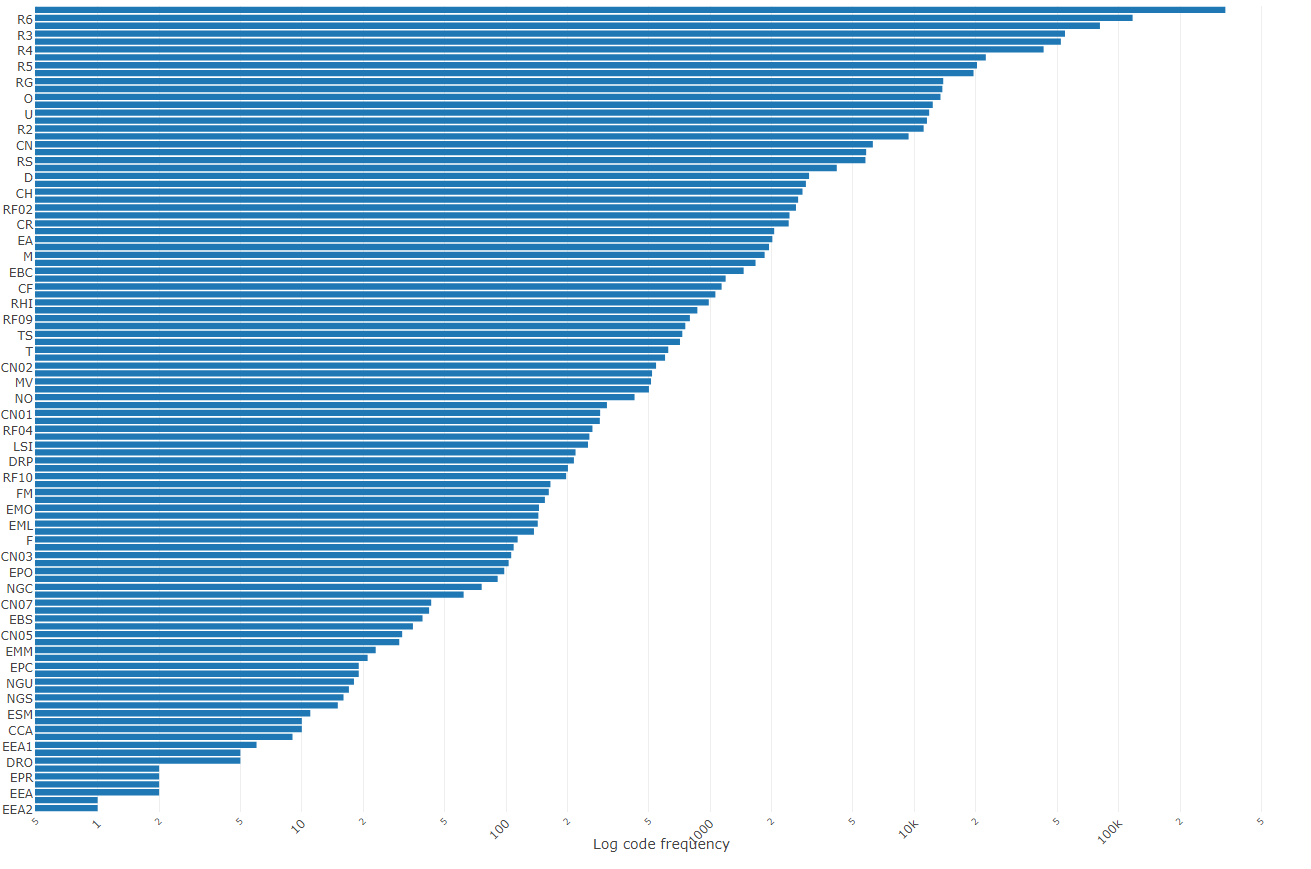 R6
R3
R4
R5
RG
O
U
R2
CN
RS
D
CH
RF02
CR
EA
M
EBC
CF
RHI
RF09
TS
T
CN02
MV
NO
CN01
RF04
LSI
DRP
RF10
FM
EMO
EML
F
CN03
EPO
NGC
CN07
EBS
CN05
EMM
EPC
NGU
NGS
ESM
CCA
EEA1
DRO
EPR
EEA
EEA2
5 1 2 5 10 2 5 100 2 5 1000 2 5 10k 2 5 100k 2 5
Log code frequency